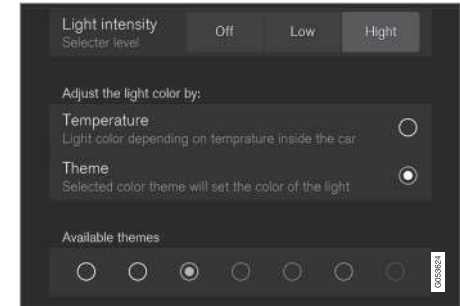 Light intensity
Selecter level
Off
Low
Hight
Adjust the light color by:
Temperature
Light color depending on temprature inside the car
Theme
Selected color theme will set the color of the light
Available themes
G053624